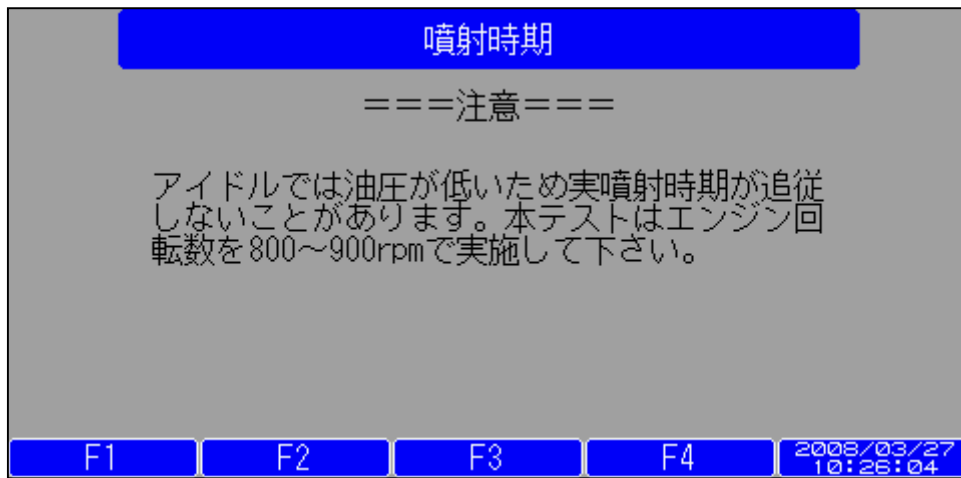 噴射時期
===注意===
アイドルでは油圧が低いため実噴射時期が追従
しないことがあります。本テストはエンジン回
転数を800～900rpmで実施して下さい。
F1 F2 F3 F4 2008/03/27
10:26:04